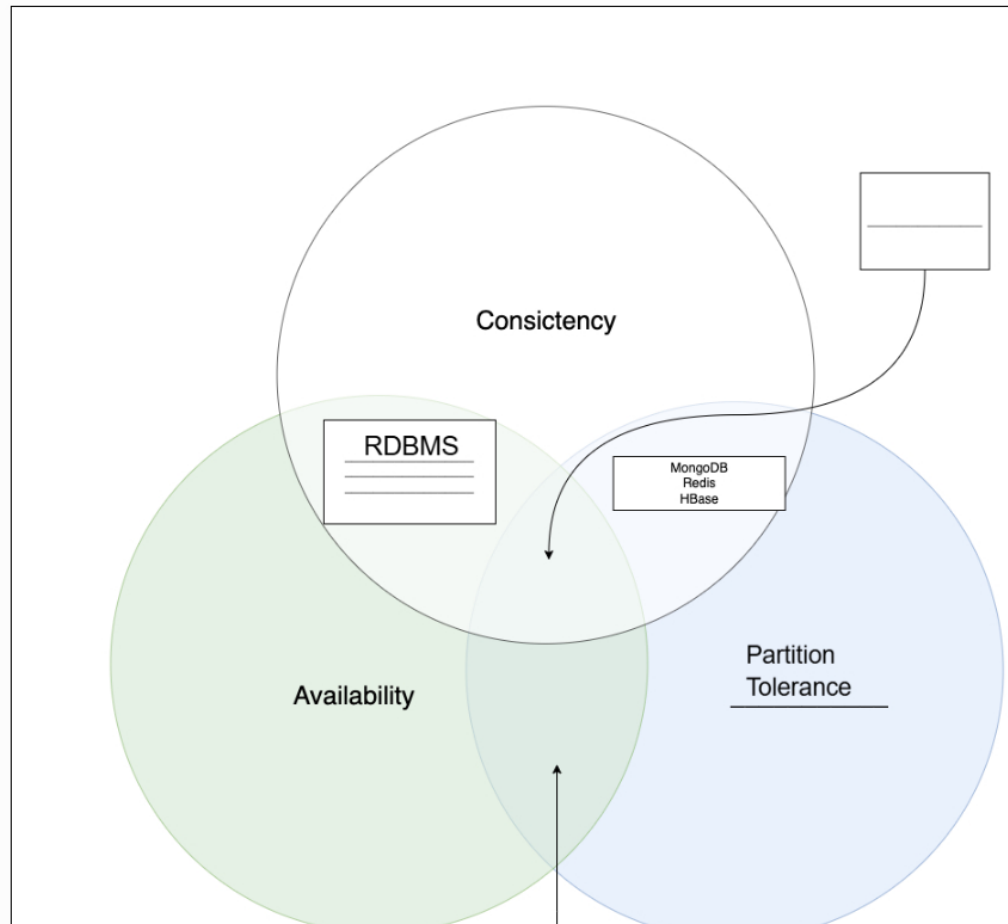 Consictency
RDBMS
MongoDB
Redis
HBase
Partition
Tolerance
Availability